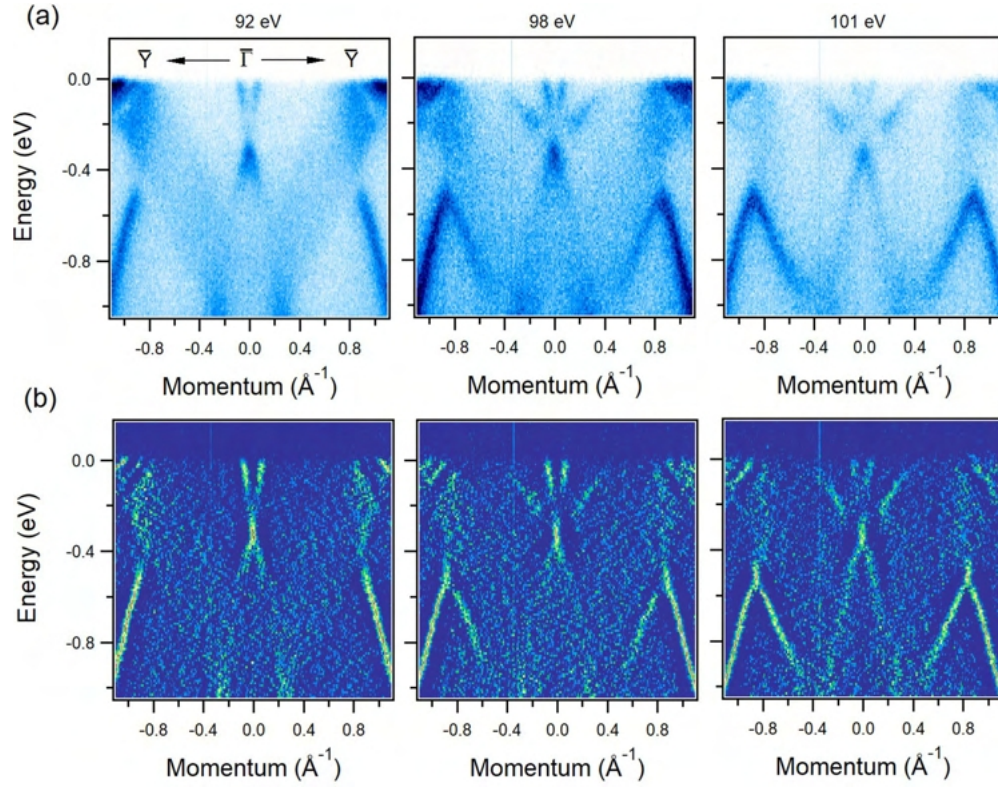 (a)
92 eV 98 eV 101 eV
Ȳ ← Γ̄ → Ȳ
Energy (eV)
0.0
-0.4
-0.8
-0.8 -0.4 0.0 0.4 0.8 -0.8 -0.4 0.0 0.4 0.8 -0.8 -0.4 0.0 0.4 0.8
Momentum (Å⁻¹) Momentum (Å⁻¹) Momentum (Å⁻¹)
(b)
Energy (eV)
0.0
-0.4
-0.8
-0.8 -0.4 0.0 0.4 0.8 -0.8 -0.4 0.0 0.4 0.8 -0.8 -0.4 0.0 0.4 0.8
Momentum (Å⁻¹) Momentum (Å⁻¹) Momentum (Å⁻¹)